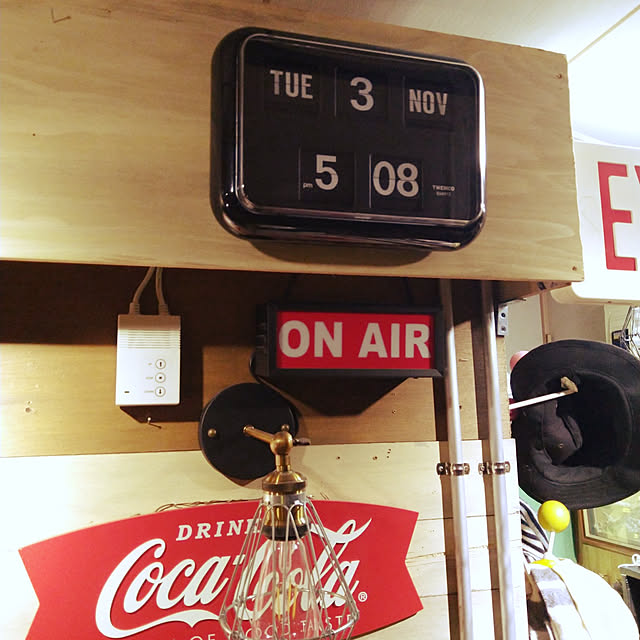 TUE 3 NOV
pm 5 08
TWEMCO
ON AIR
DRINK
Coca-Cola®